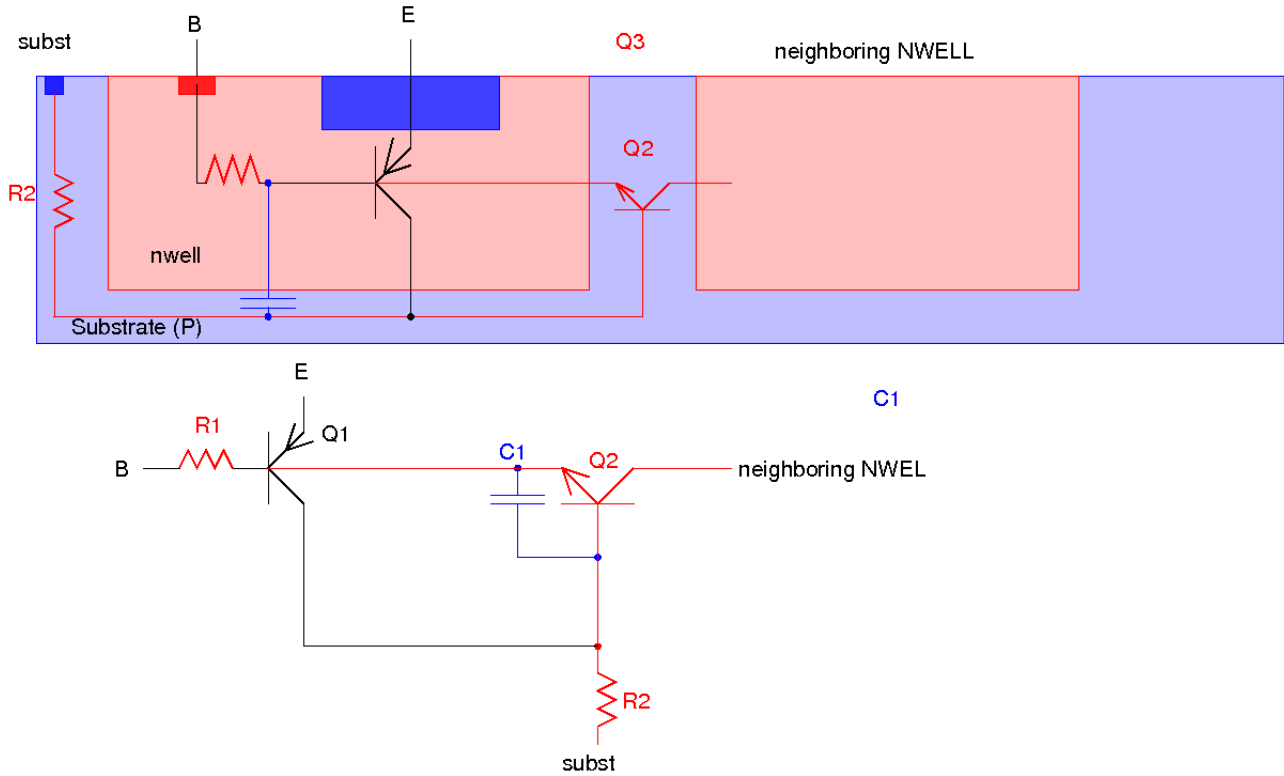 B
E
subst
Q3
neighboring NWELL
Q2
R2
nwell
Substrate (P)
E
C1
R1
Q1
C1
Q2
B
neighboring NWEL
R2
subst